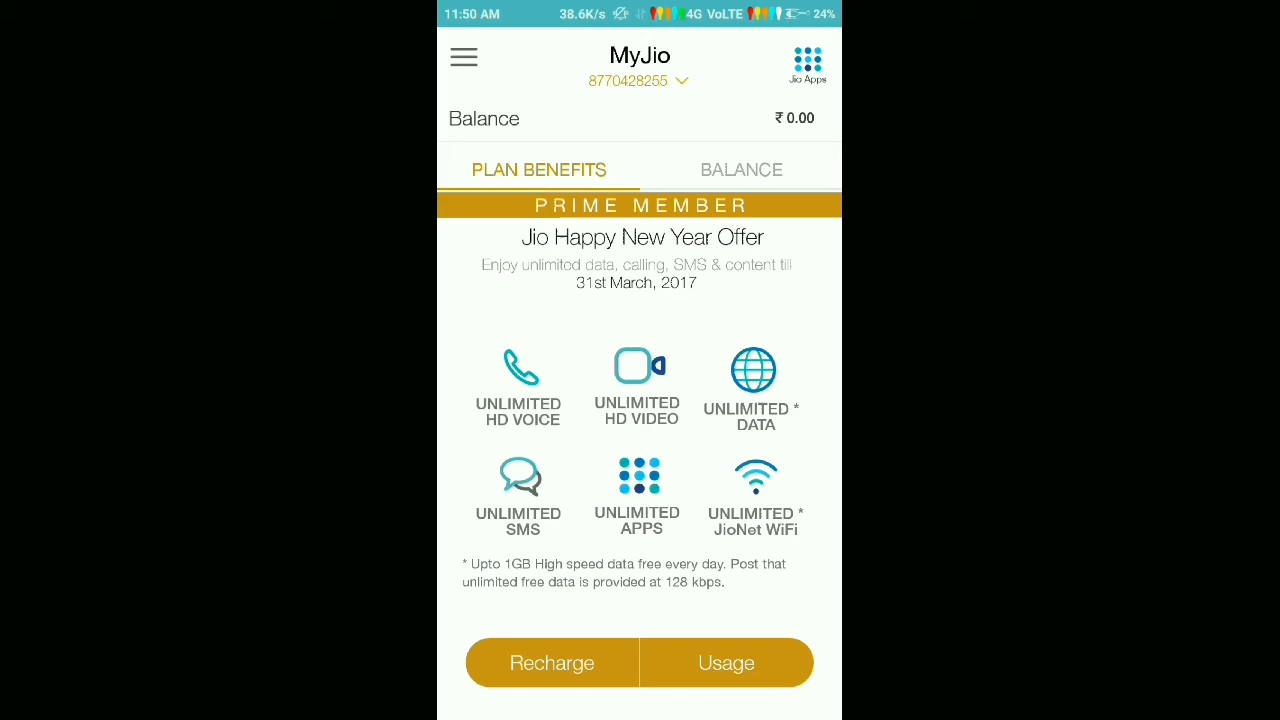 11:50 AM 38.6K/s 4G VoLTE 24%
MyJio
8770428255
Jio Apps
Balance ₹ 0.00
PLAN BENEFITS BALANCE
PRIME MEMBER
Jio Happy New Year Offer
Enjoy unlimited data, calling, SMS & content till
31st March, 2017
UNLIMITED
HD VOICE
UNLIMITED
HD VIDEO
UNLIMITED *
DATA
UNLIMITED
SMS
UNLIMITED
APPS
UNLIMITED *
JioNet WiFi
* Upto 1GB High speed data free every day. Post that
unlimited free data is provided at 128 kbps.
Recharge Usage